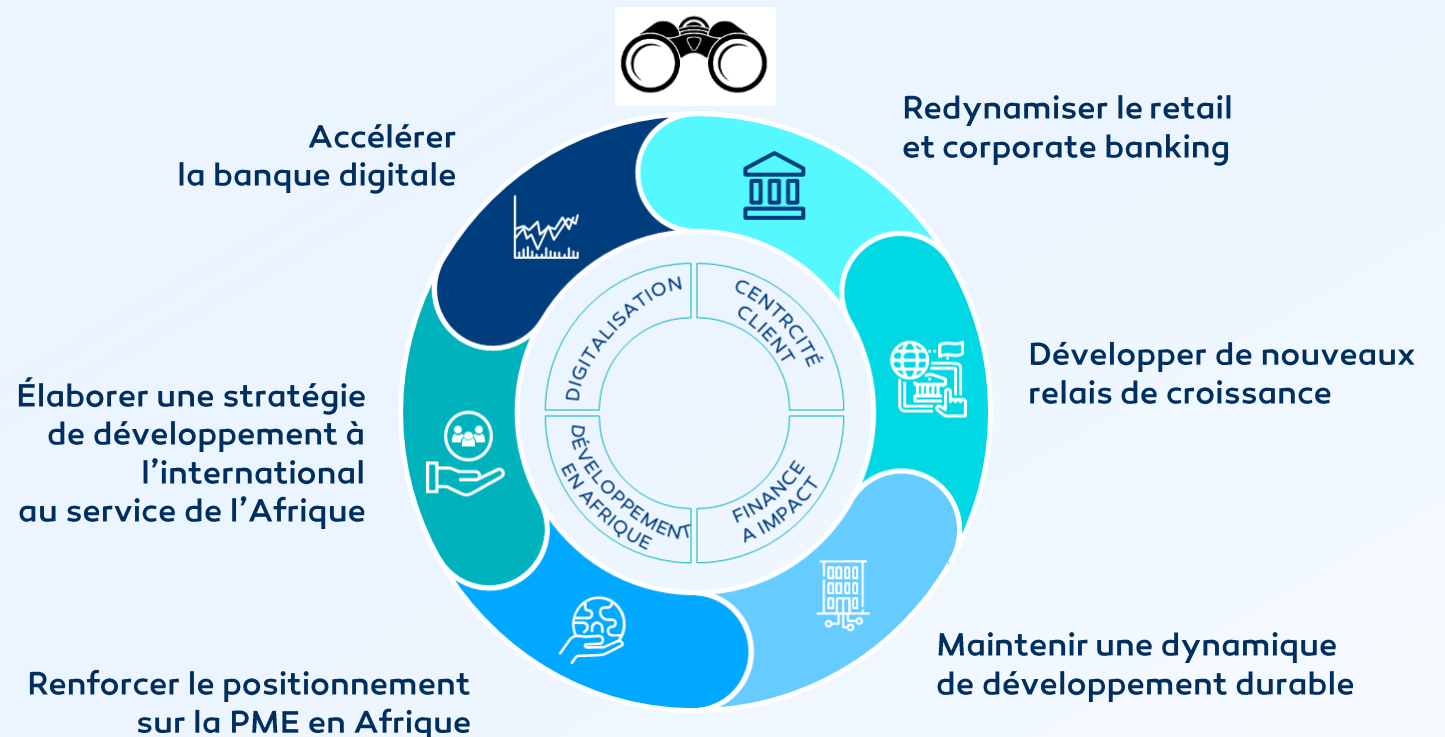 Accélérer
la banque digitale
Redynamiser le retail
et corporate banking
Développer de nouveaux
relais de croissance
Maintenir une dynamique
de développement durable
Renforcer le positionnement
sur la PME en Afrique
Élaborer une stratégie
de développement à
l’international
au service de l’Afrique
DIGITALISATION
CENTRCITÉ
CLIENT
FINANCE
A IMPACT
DÉVELOPPEMENT
EN AFRIQUE